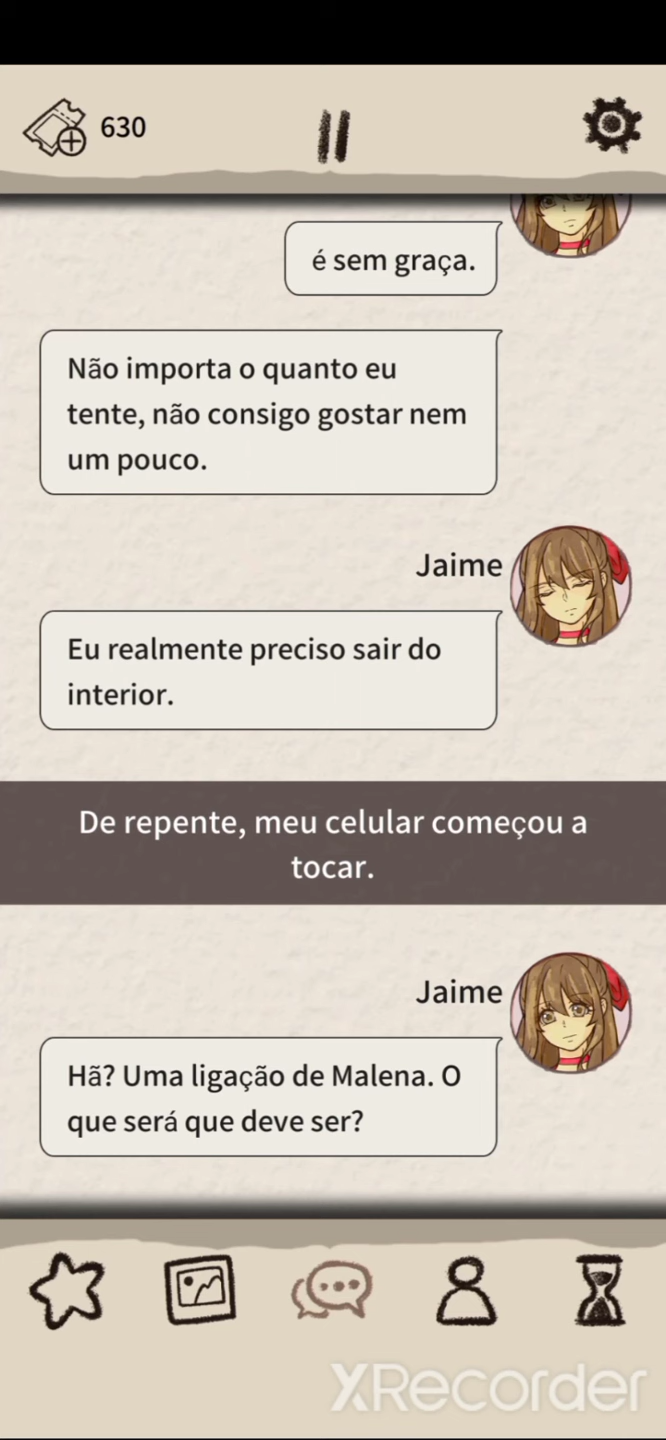 630
é sem graça.
Não importa o quanto eu
tente, não consigo gostar nem
um pouco.
Jaime
Eu realmente preciso sair do
interior.
De repente, meu celular começou a
tocar.
Jaime
Hã? Uma ligação de Malena. O
que será que deve ser?
XRecorder